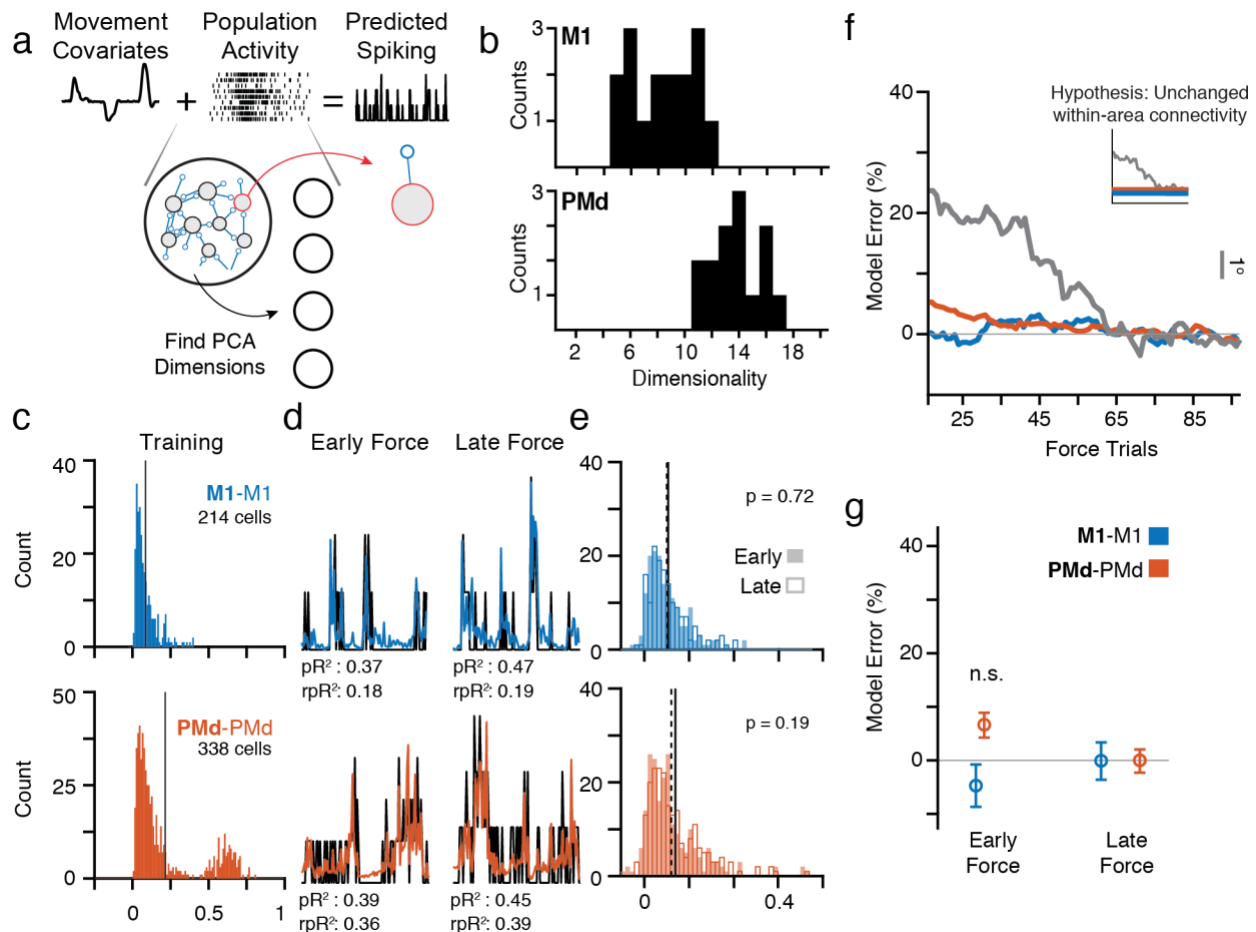 a
Movement
Covariates
Population
Activity
Predicted
Spiking
+
=
Find PCA
Dimensions
b
M1
Counts
3
1
PMd
Counts
3
1
2 6 10 14 18
Dimensionality
c
Training
M1-M1
214 cells
Count
40
20
0
PMd-PMd
338 cells
Count
50
25
0
0 0.5 1
d
Early Force
Late Force
pR² : 0.37
rpR²: 0.18
pR² : 0.47
rpR²: 0.19
pR² : 0.39
rpR²: 0.36
pR² : 0.45
rpR²: 0.39
e
40
20
0
p = 0.72
Early
Late
40
20
0
p = 0.19
0 0.4
f
Hypothesis: Unchanged
within-area connectivity
Model Error (%)
40
20
0
1°
25 45 65 85
Force Trials
g
M1-M1
PMd-PMd
Model Error (%)
40
20
0
n.s.
Early
Force
Late
Force